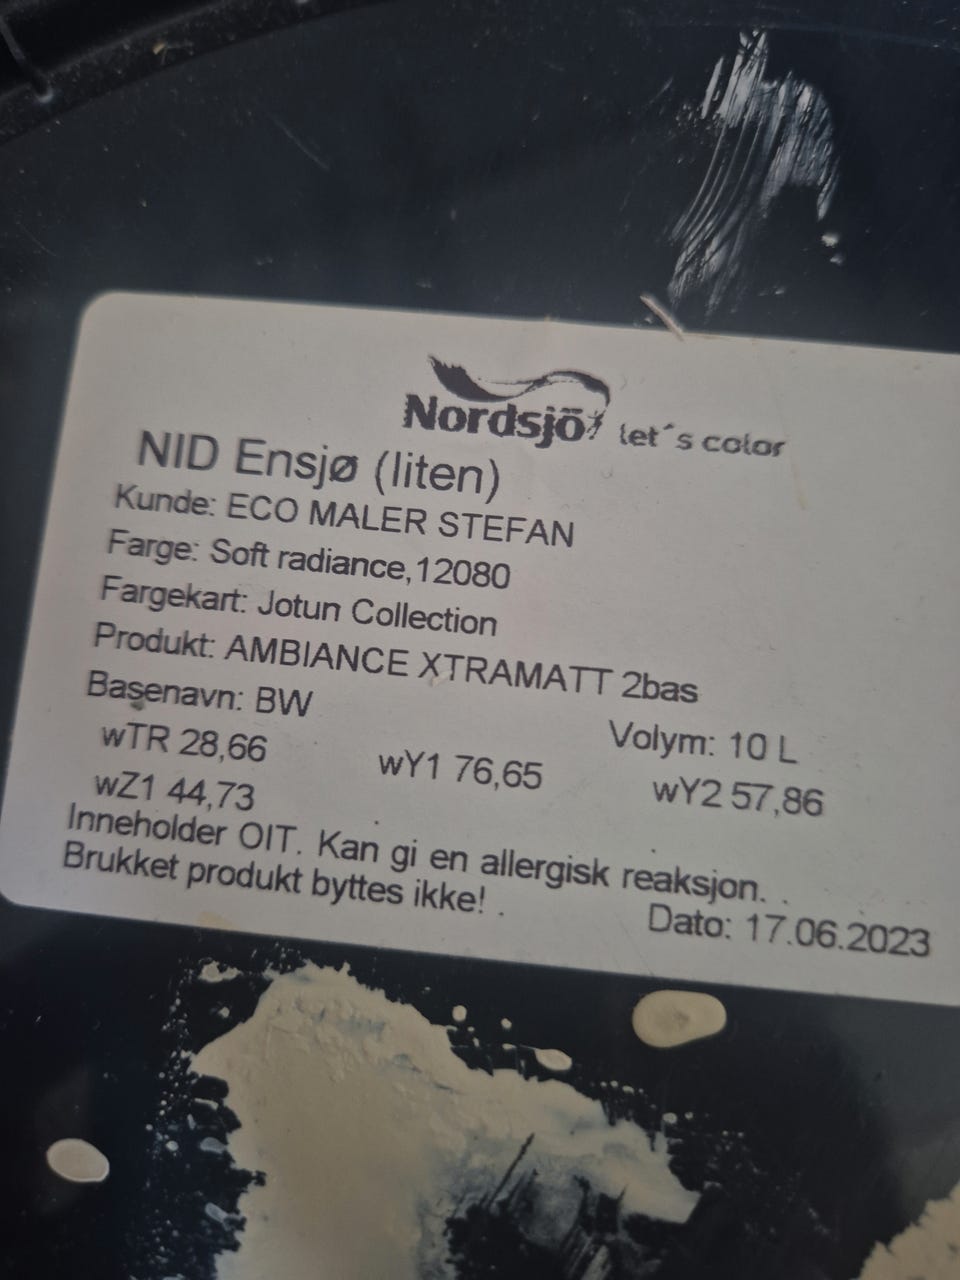 Nordsjö let´s color
NID Ensjø (liten)
Kunde: ECO MALER STEFAN
Farge: Soft radiance,12080
Fargekart: Jotun Collection
Produkt: AMBIANCE XTRAMATT 2bas
Basenavn: BW
Volym: 10 L
wTR 28,66 wY1 76,65 wY2 57,86
wZ1 44,73
Inneholder OIT. Kan gi en allergisk reaksjon.
Brukket produkt byttes ikke!
Dato: 17.06.2023